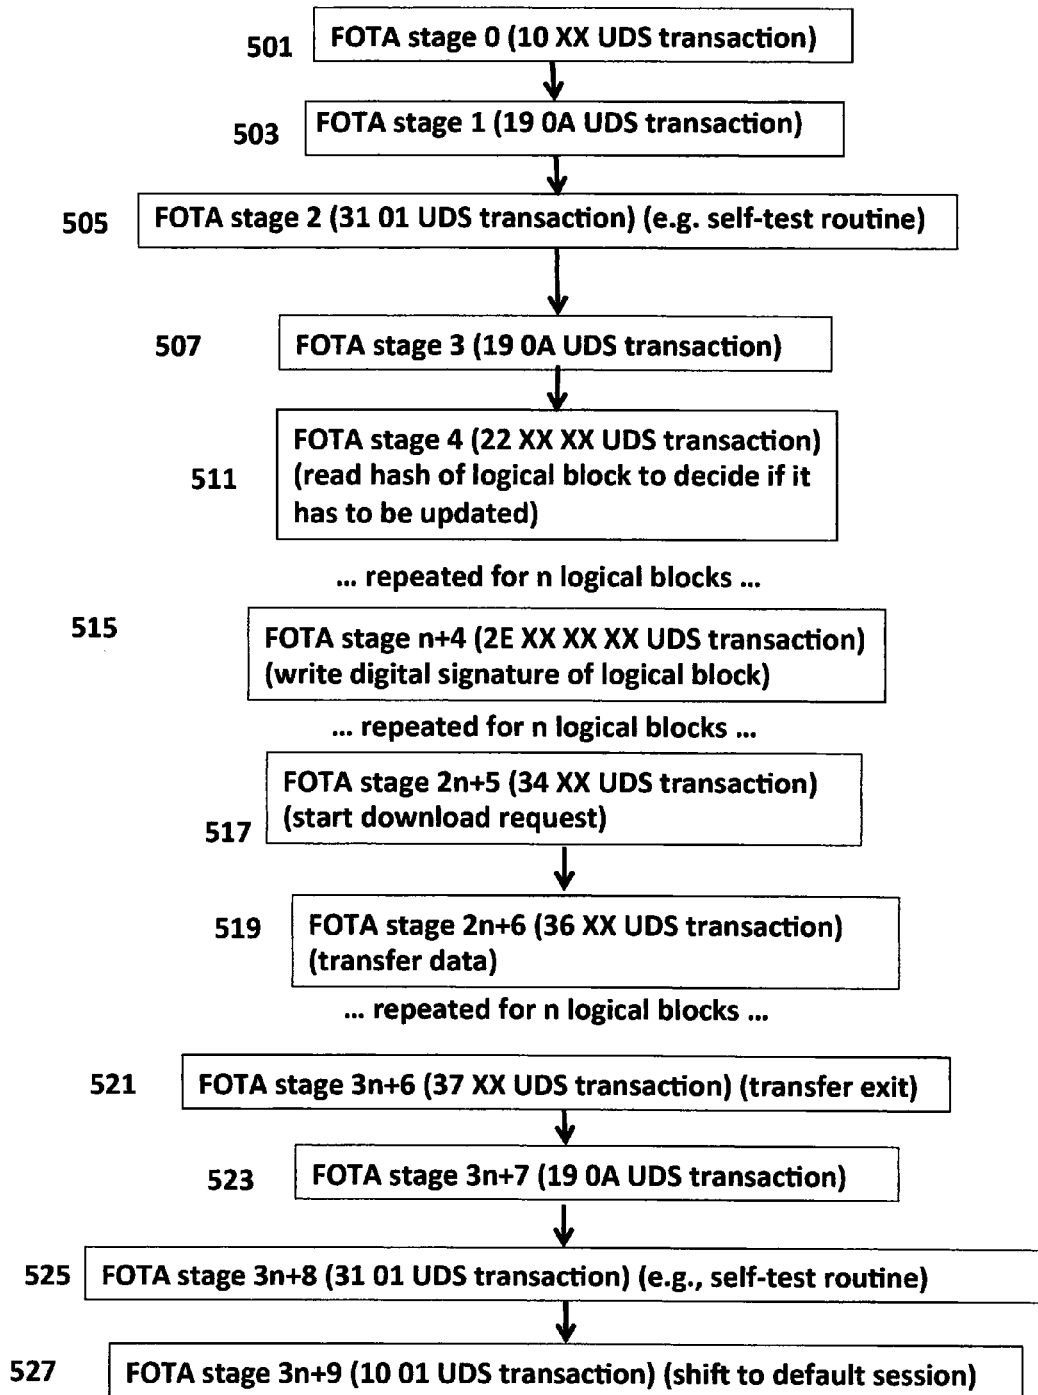 501 FOTA stage 0 (10 XX UDS transaction)
503 FOTA stage 1 (19 0A UDS transaction)
505 FOTA stage 2 (31 01 UDS transaction) (e.g. self-test routine)
507 FOTA stage 3 (19 0A UDS transaction)
511 FOTA stage 4 (22 XX XX UDS transaction)
(read hash of logical block to decide if it
has to be updated)
... repeated for n logical blocks ...
515 FOTA stage n+4 (2E XX XX XX UDS transaction)
(write digital signature of logical block)
... repeated for n logical blocks ...
517 FOTA stage 2n+5 (34 XX UDS transaction)
(start download request)
519 FOTA stage 2n+6 (36 XX UDS transaction)
(transfer data)
... repeated for n logical blocks ...
521 FOTA stage 3n+6 (37 XX UDS transaction) (transfer exit)
523 FOTA stage 3n+7 (19 0A UDS transaction)
525 FOTA stage 3n+8 (31 01 UDS transaction) (e.g., self-test routine)
527 FOTA stage 3n+9 (10 01 UDS transaction) (shift to default session)